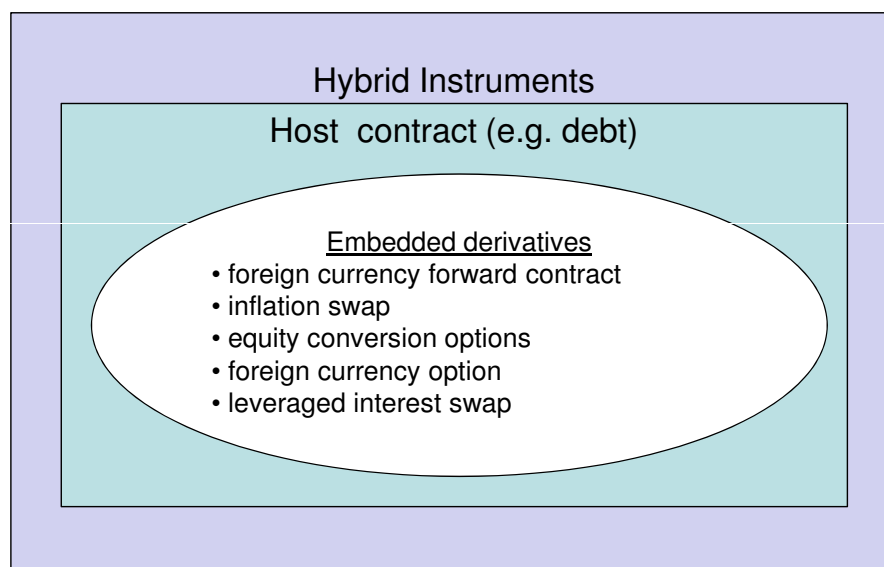 Hybrid Instruments
Host contract (e.g. debt)
Embedded derivatives
• foreign currency forward contract
• inflation swap
• equity conversion options
• foreign currency option
• leveraged interest swap